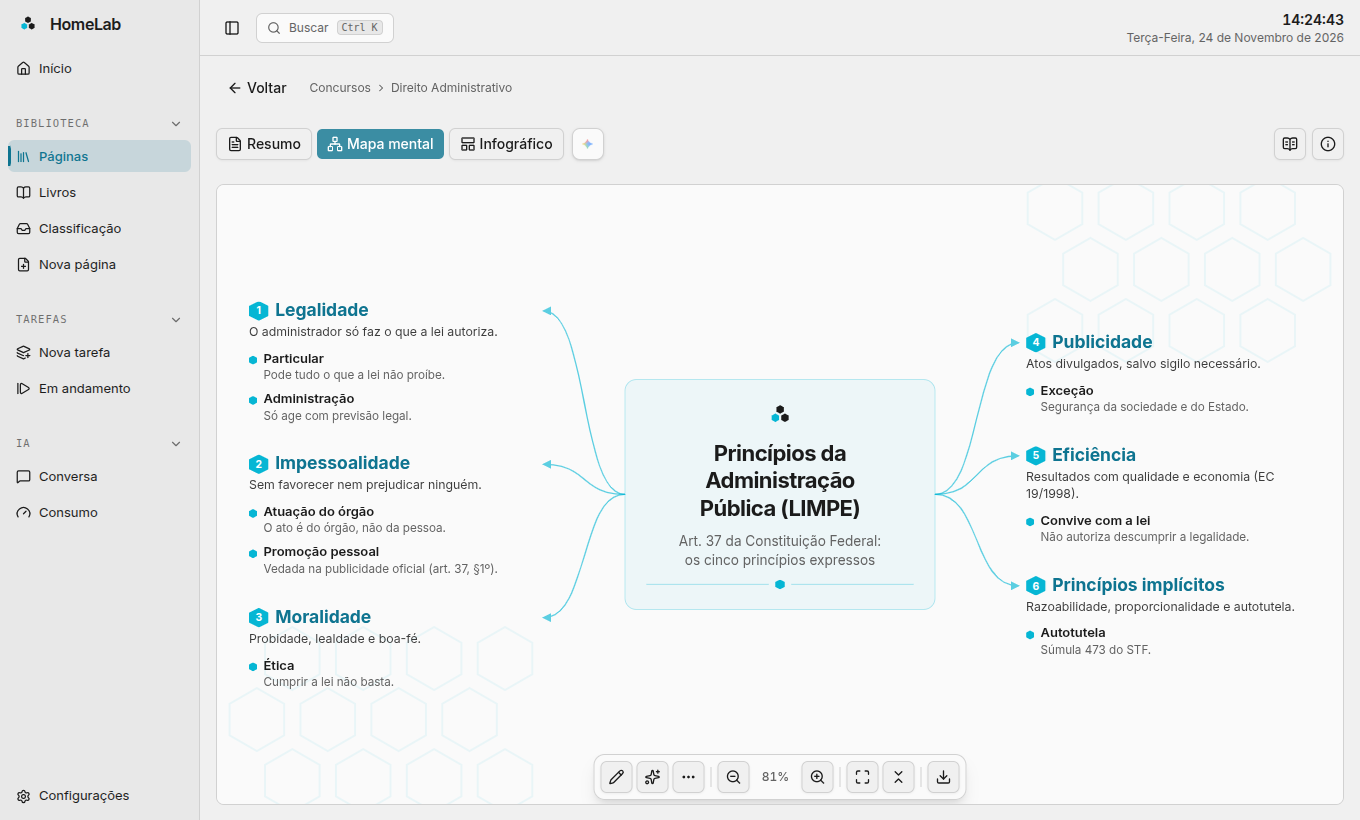 HomeLab
Início
BIBLIOTECA
Páginas
Livros
Classificação
Nova página
TAREFAS
Nova tarefa
Em andamento
IA
Conversa
Consumo
Configurações
Buscar Ctrl K
14:24:43
Terça-Feira, 24 de Novembro de 2026
Voltar
Concursos > Direito Administrativo
Resumo
Mapa mental
Infográfico
1 Legalidade
O administrador só faz o que a lei autoriza.
Particular
Pode tudo o que a lei não proíbe.
Administração
Só age com previsão legal.
2 Impessoalidade
Sem favorecer nem prejudicar ninguém.
Atuação do órgão
O ato é do órgão, não da pessoa.
Promoção pessoal
Vedada na publicidade oficial (art. 37, §1º).
3 Moralidade
Probidade, lealdade e boa-fé.
Ética
Cumprir a lei não basta.
Princípios da
Administração
Pública (LIMPE)
Art. 37 da Constituição Federal:
os cinco princípios expressos
4 Publicidade
Atos divulgados, salvo sigilo necessário.
Exceção
Segurança da sociedade e do Estado.
5 Eficiência
Resultados com qualidade e economia (EC
19/1998).
Convive com a lei
Não autoriza descumprir a legalidade.
6 Princípios implícitos
Razoabilidade, proporcionalidade e autotutela.
Autotutela
Súmula 473 do STF.
81%